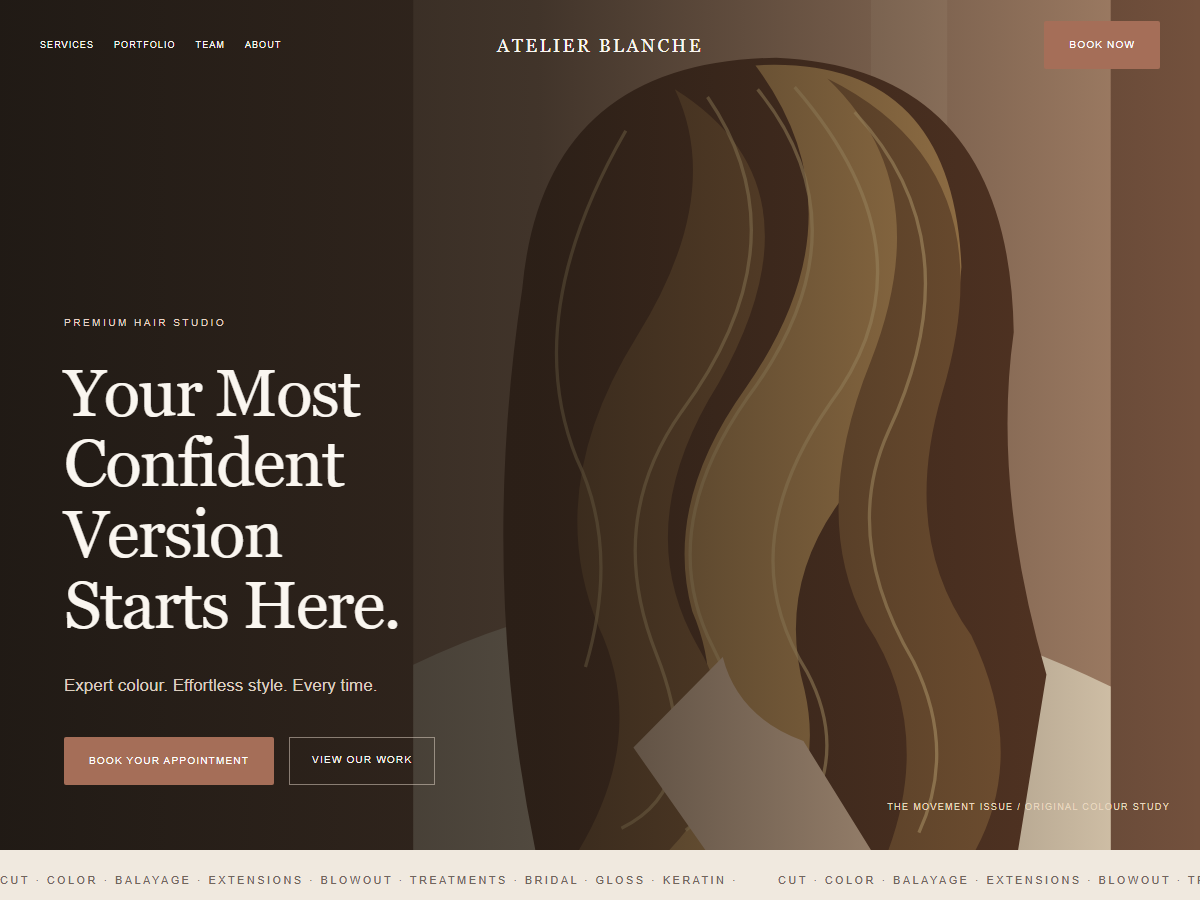 SERVICES PORTFOLIO TEAM ABOUT ATELIER BLANCHE BOOK NOW
PREMIUM HAIR STUDIO
Your Most
Confident
Version
Starts Here.
Expert colour. Effortless style. Every time.
BOOK YOUR APPOINTMENT VIEW OUR WORK
THE MOVEMENT ISSUE / ORIGINAL COLOUR STUDY
CUT · COLOR · BALAYAGE · EXTENSIONS · BLOWOUT · TREATMENTS · BRIDAL · GLOSS · KERATIN · CUT · COLOR · BALAYAGE · EXTENSIONS · BLOWOUT ·